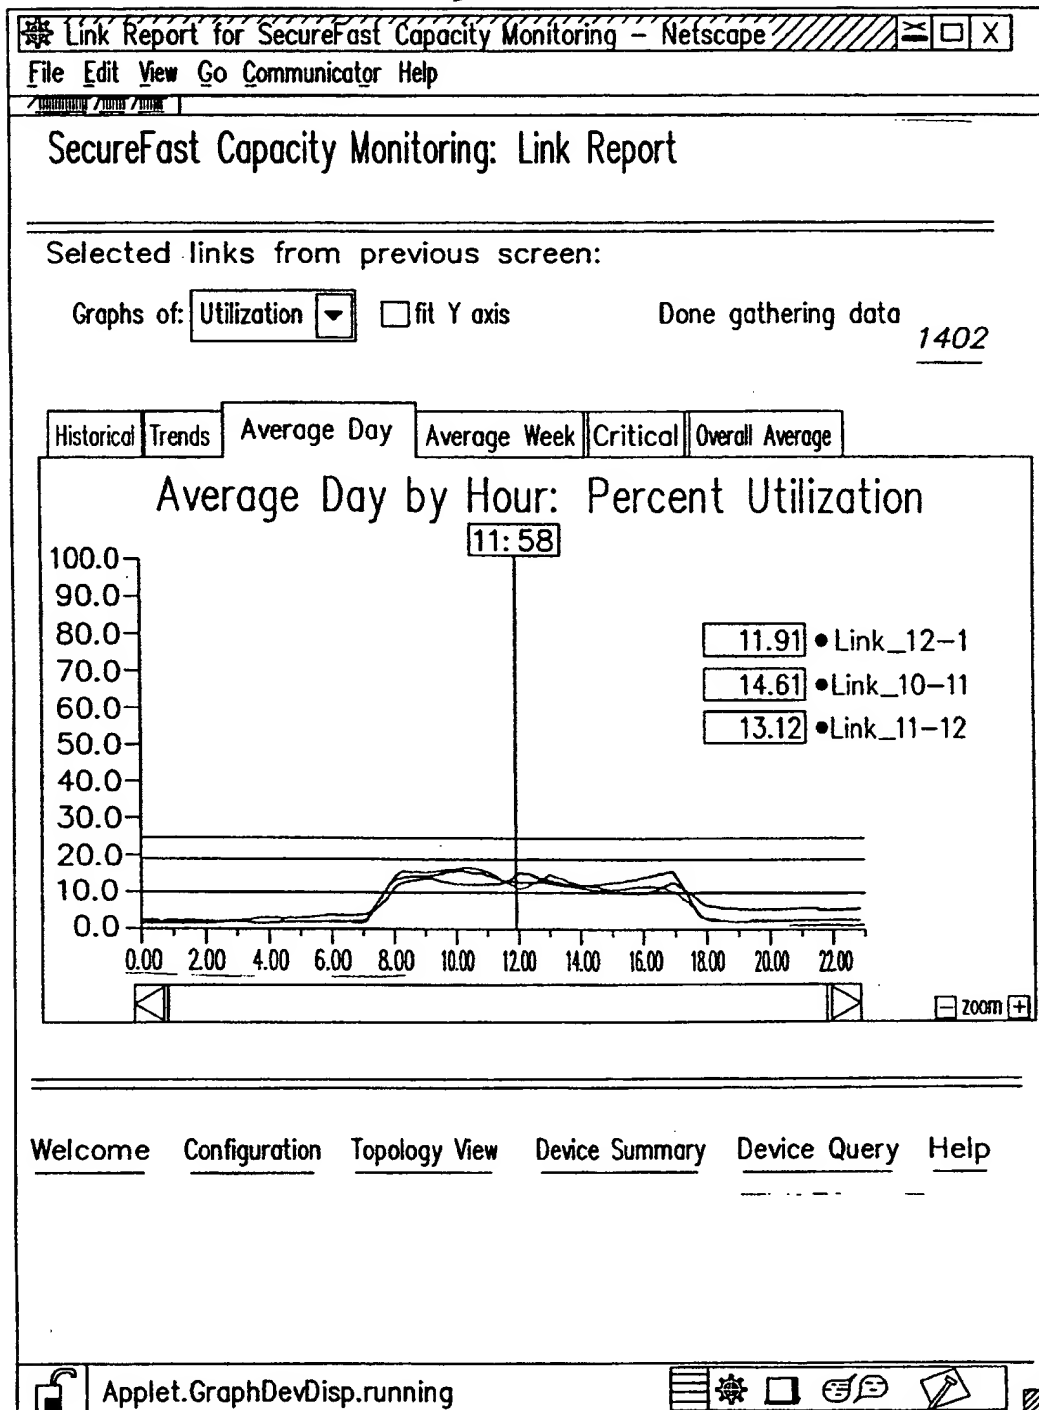 Link Report for SecureFast Capacity Monitoring – Netscape X
File Edit View Go Communicator Help
SecureFast Capacity Monitoring: Link Report
Selected links from previous screen:
Graphs of: Utilization fit Y axis Done gathering data
1402
Historical Trends Average Day Average Week Critical Overall Average
Average Day by Hour: Percent Utilization
11:58
100.0
90.0
80.0
70.0
60.0
50.0
40.0
30.0
20.0
10.0
0.0
11.91 Link_12-1
14.61 Link_10-11
13.12 Link_11-12
0.00 2.00 4.00 6.00 8.00 10.00 12.00 14.00 16.00 18.00 20.00 22.00
− zoom +
Welcome Configuration Topology View Device Summary Device Query Help
Applet.GraphDevDisp.running